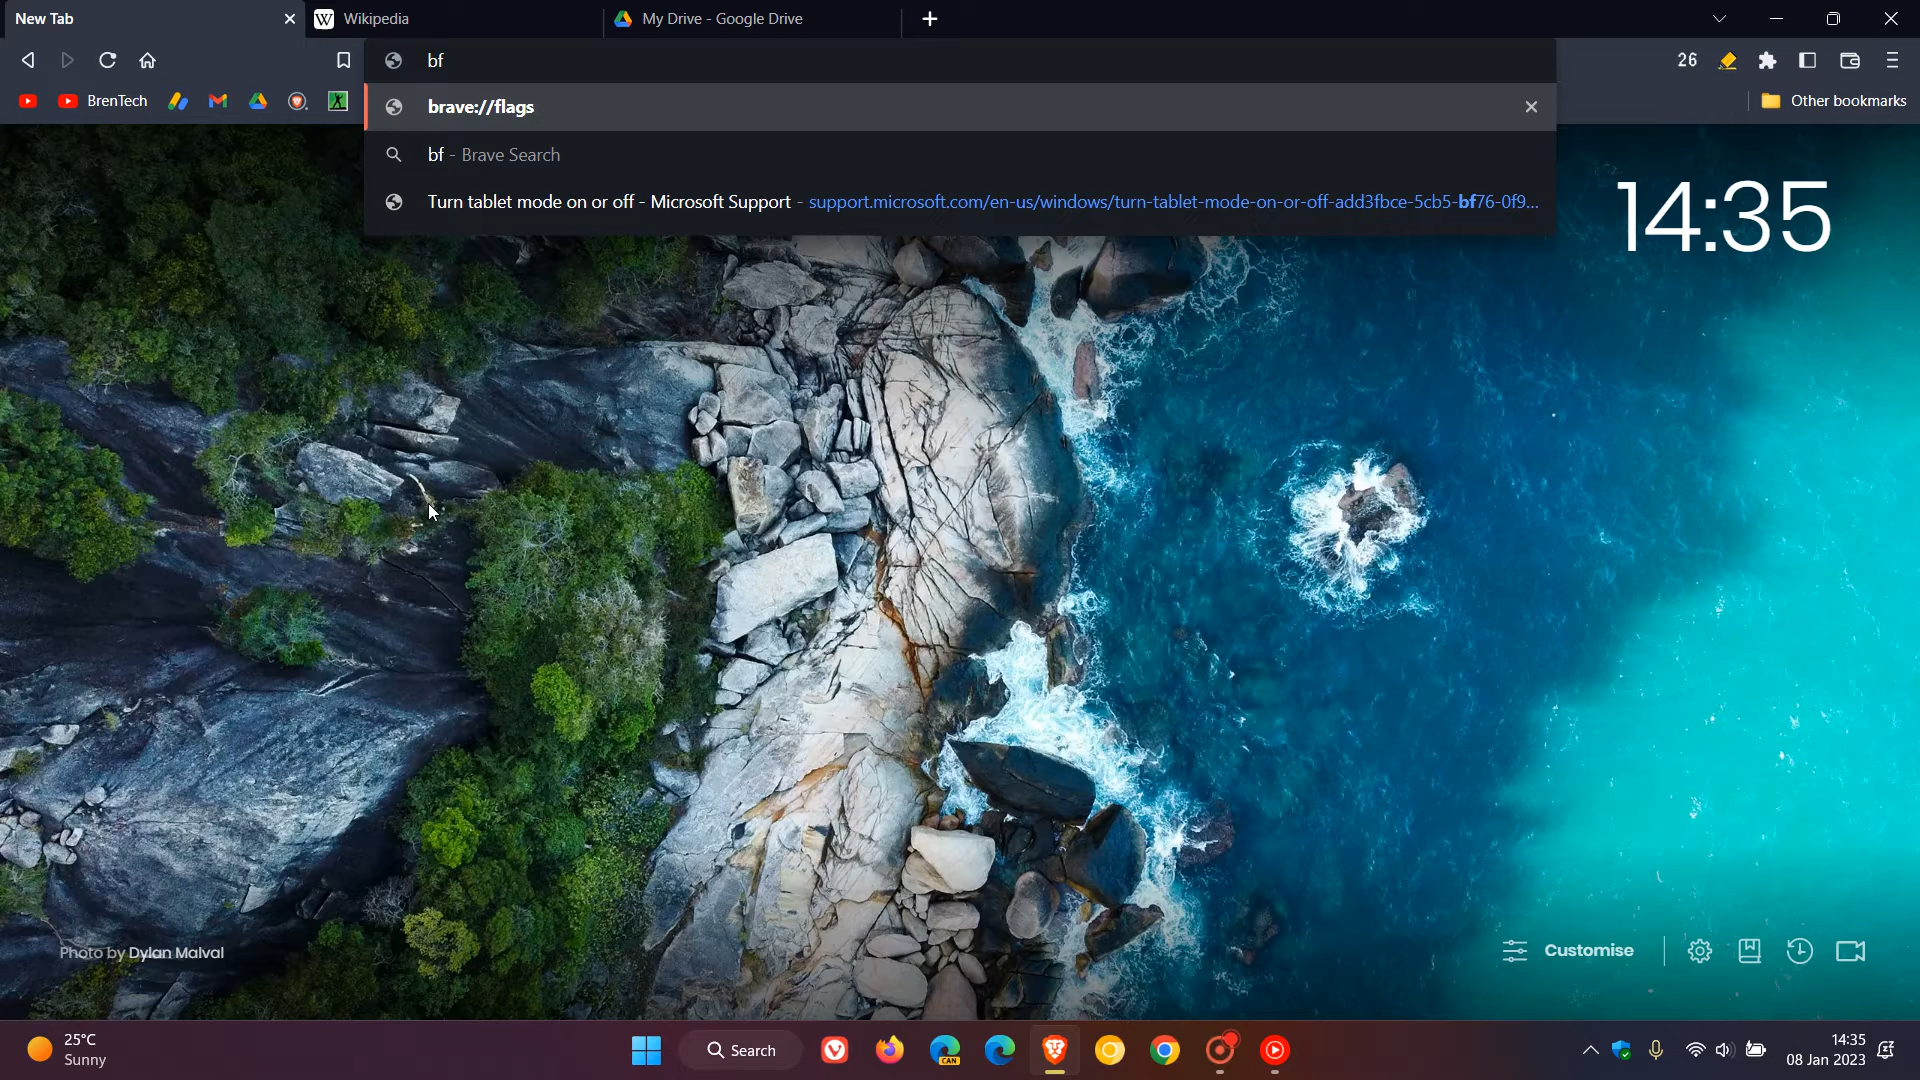 New Tab
Wikipedia
My Drive - Google Drive
bf
26
BrenTech
Other bookmarks
brave://flags
bf - Brave Search
Turn tablet mode on or off - Microsoft Support - support.microsoft.com/en-us/windows/turn-tablet-mode-on-or-off-add3fbce-5cb5-bf76-0f9...
14:35
Photo by Dylan Malval
Customise
25°C
Sunny
Search
CAN
14:35
08 Jan 2023